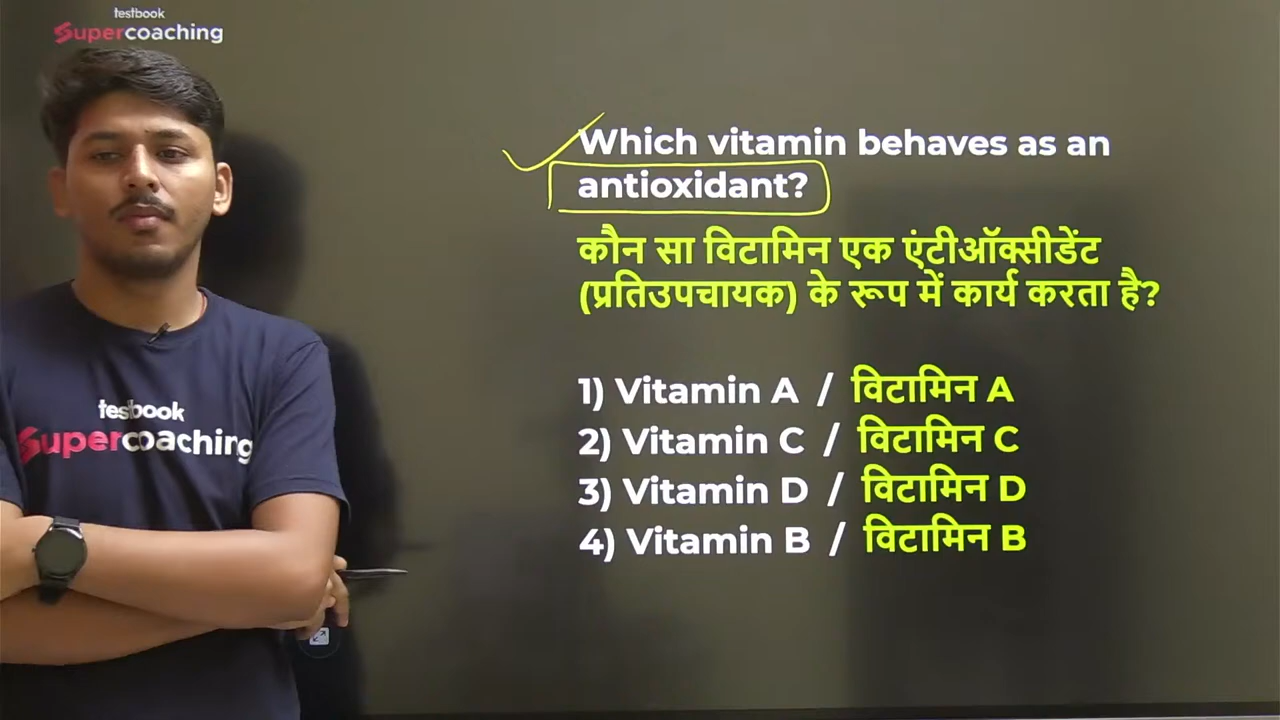 testbook
Supercoaching
Which vitamin behaves as an
antioxidant?
कौन सा विटामिन एक एंटीऑक्सीडेंट
(प्रतिउपचायक) के रूप में कार्य करता है?
1) Vitamin A / विटामिन A
2) Vitamin C / विटामिन C
3) Vitamin D / विटामिन D
4) Vitamin B / विटामिन B
testbook
Supercoaching